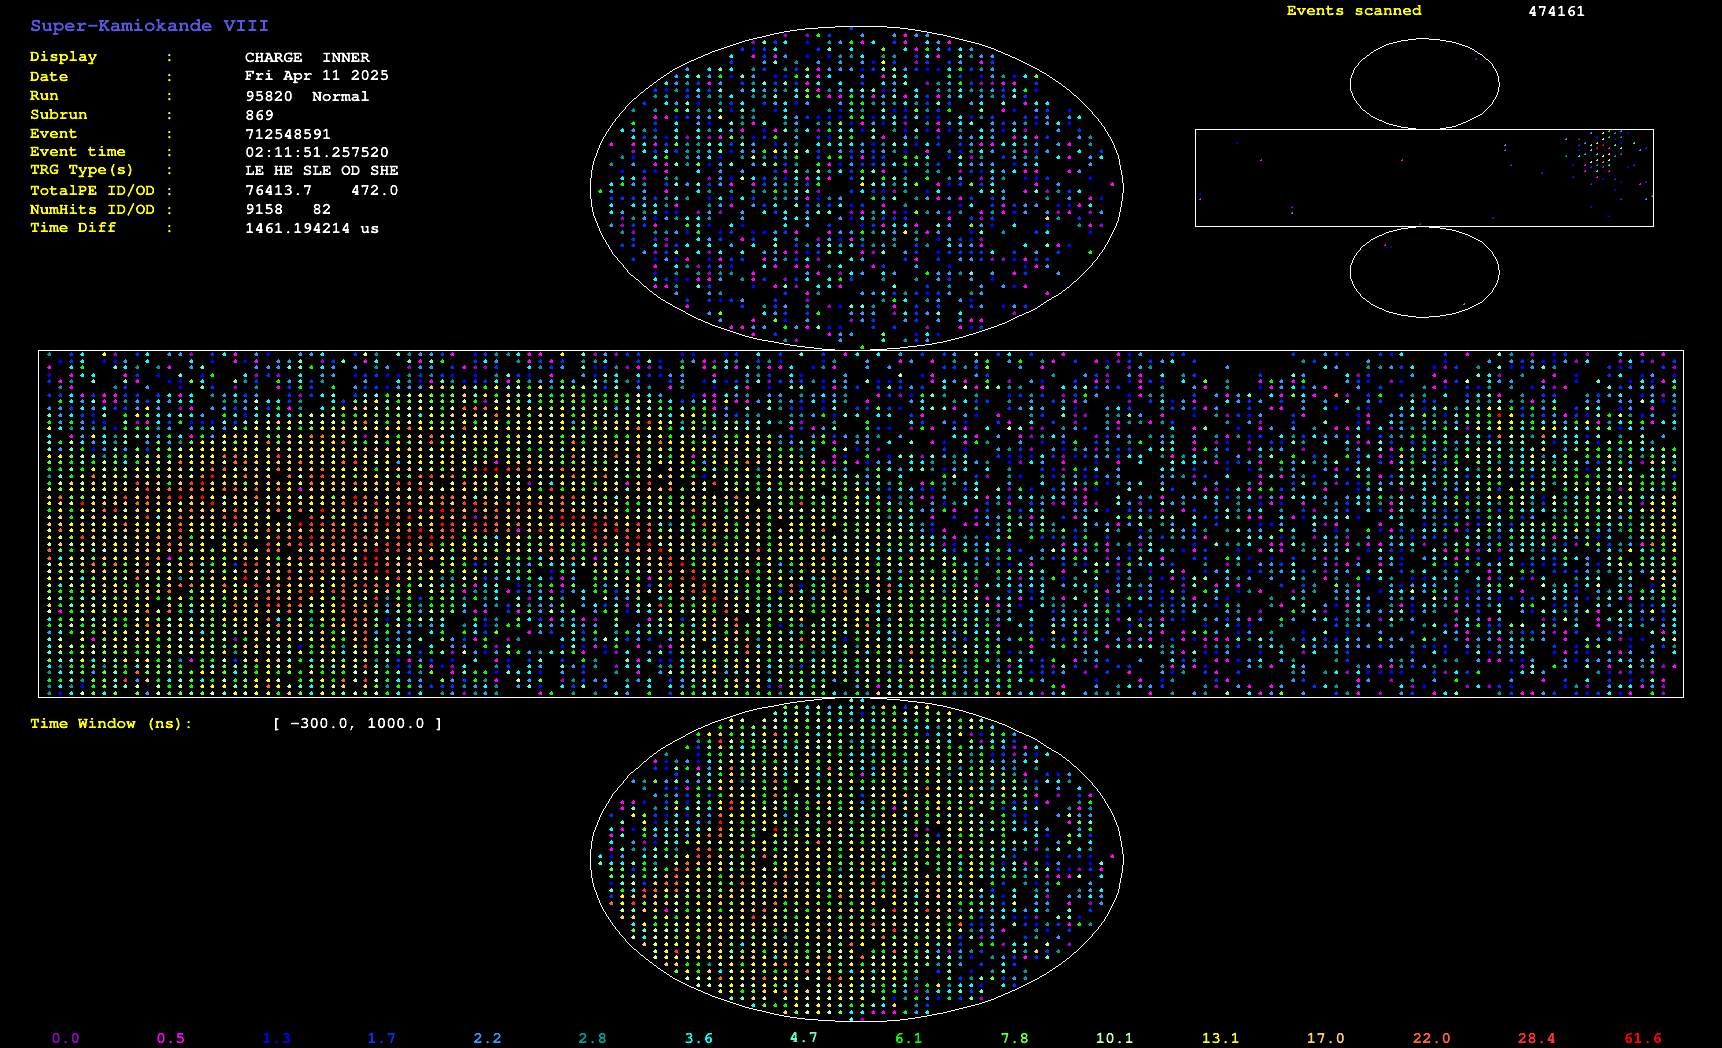 Super-Kamiokande VIII
Events scanned 474161
Display : CHARGE INNER
Date : Fri Apr 11 2025
Run : 95820 Normal
Subrun : 869
Event : 712548591
Event time : 02:11:51.257520
TRG Type(s) : LE HE SLE OD SHE
TotalPE ID/OD : 76413.7 472.0
NumHits ID/OD : 9158 82
Time Diff : 1461.194214 us
Time Window (ns): [ -300.0, 1000.0 ]
0.0 0.5 1.3 1.7 2.2 2.8 3.6 4.7 6.1 7.8 10.1 13.1 17.0 22.0 28.4 61.6